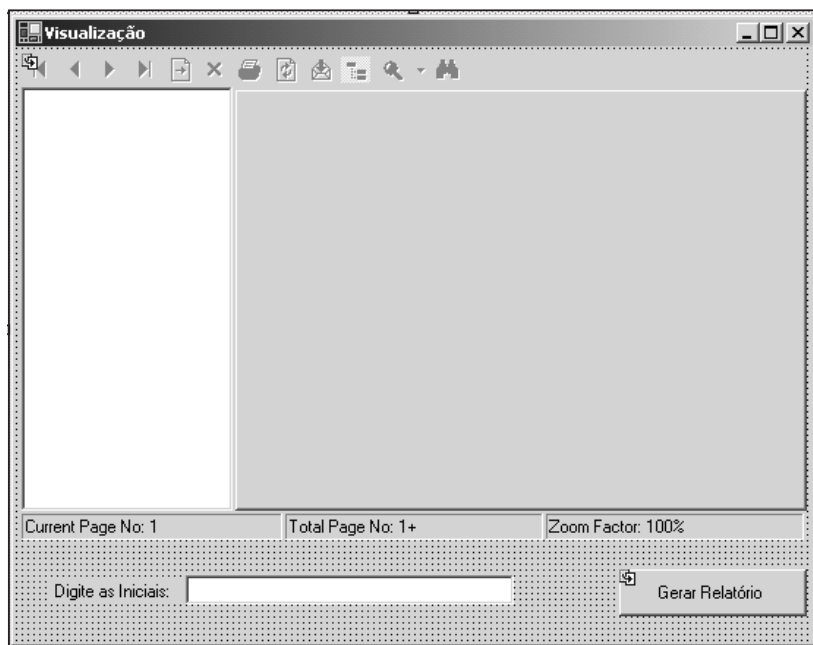 Visualização
Current Page No: 1 Total Page No: 1+ Zoom Factor: 100%
Digite as Iniciais: Gerar Relatório